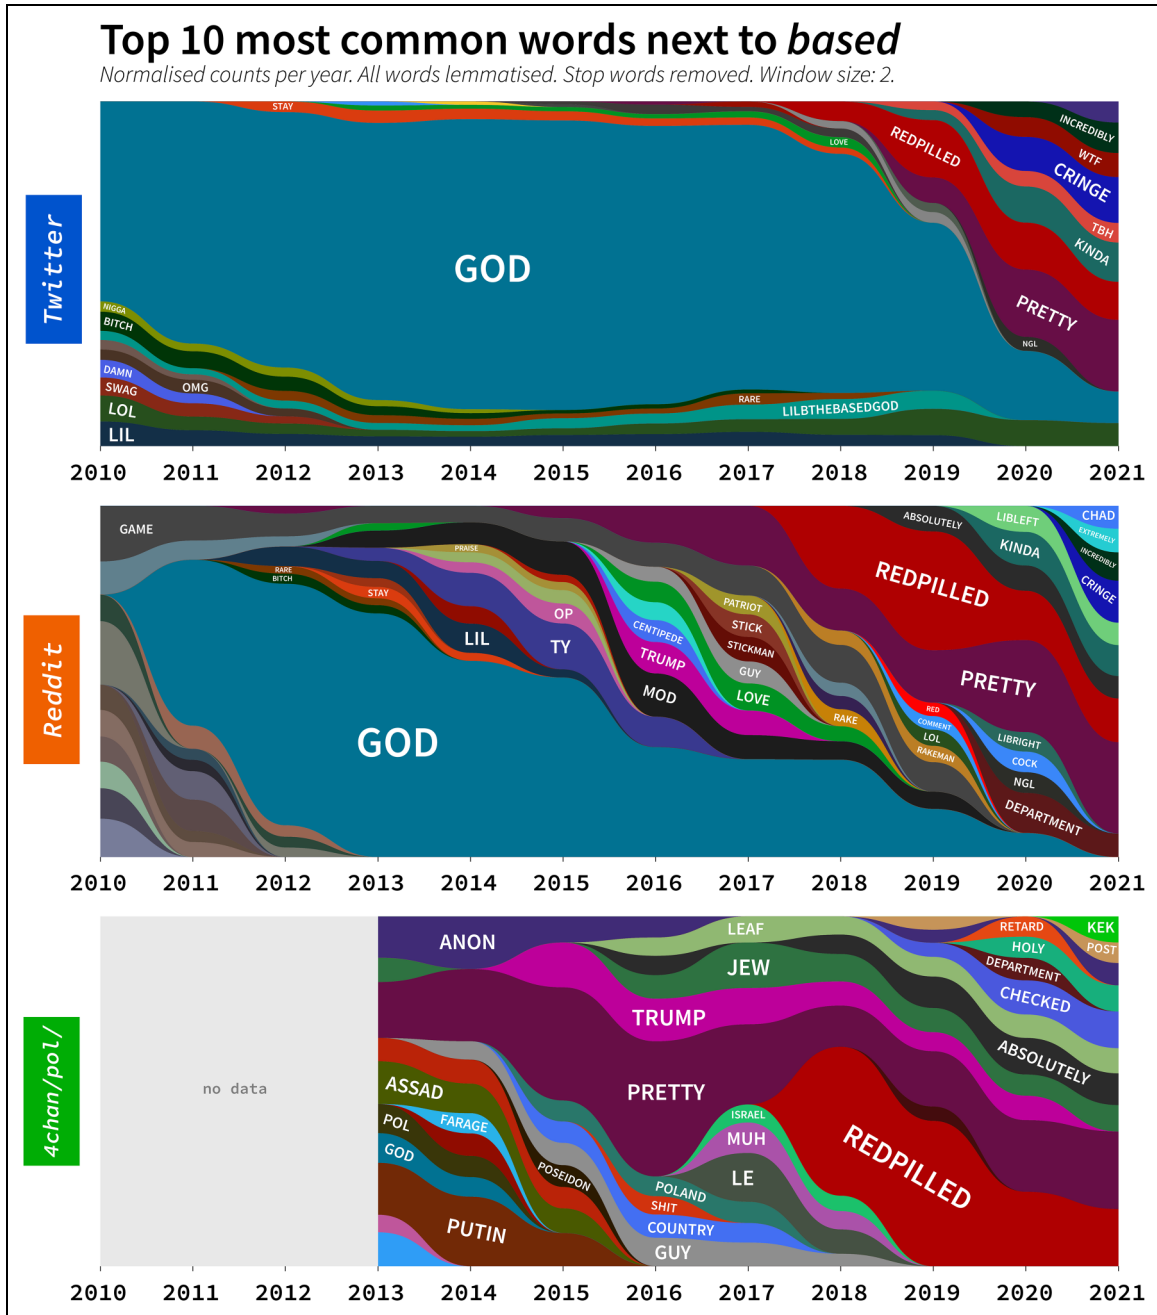 Top 10 most common words next to based
Normalised counts per year. All words lemmatised. Stop words removed. Window size: 2.
Twitter
STAY
LOVE
REDPILLED
INCREDIBLY
WTF
CRINGE
TBH
KINDA
GOD
PRETTY
NGL
NIGGA
BITCH
DAMN
SWAG
OMG
LOL
LIL
RARE
LILBTHEBASEDGOD
2010 2011 2012 2013 2014 2015 2016 2017 2018 2019 2020 2021
Reddit
GAME
RARE
BITCH
STAY
PRAISE
LIL
OP
TY
CENTIPEDE
TRUMP
MOD
PATRIOT
STICK
STICKMAN
GUY
LOVE
RAKE
ABSOLUTELY
REDPILLED
LIBLEFT
KINDA
CHAD
EXTREMELY
INCREDIBLY
CRINGE
PRETTY
RED
COMMENT
LOL
RAKEMAN
LIBRIGHT
COCK
NGL
DEPARTMENT
GOD
2010 2011 2012 2013 2014 2015 2016 2017 2018 2019 2020 2021
4chan/pol/
no data
ANON
LEAF
JEW
TRUMP
PRETTY
ASSAD
FARAGE
POL
GOD
PUTIN
POSEIDON
ISRAEL
MUH
LE
POLAND
SHIT
COUNTRY
GUY
REDPILLED
RETARD
HOLY
DEPARTMENT
CHECKED
ABSOLUTELY
KEK
POST
2010 2011 2012 2013 2014 2015 2016 2017 2018 2019 2020 2021